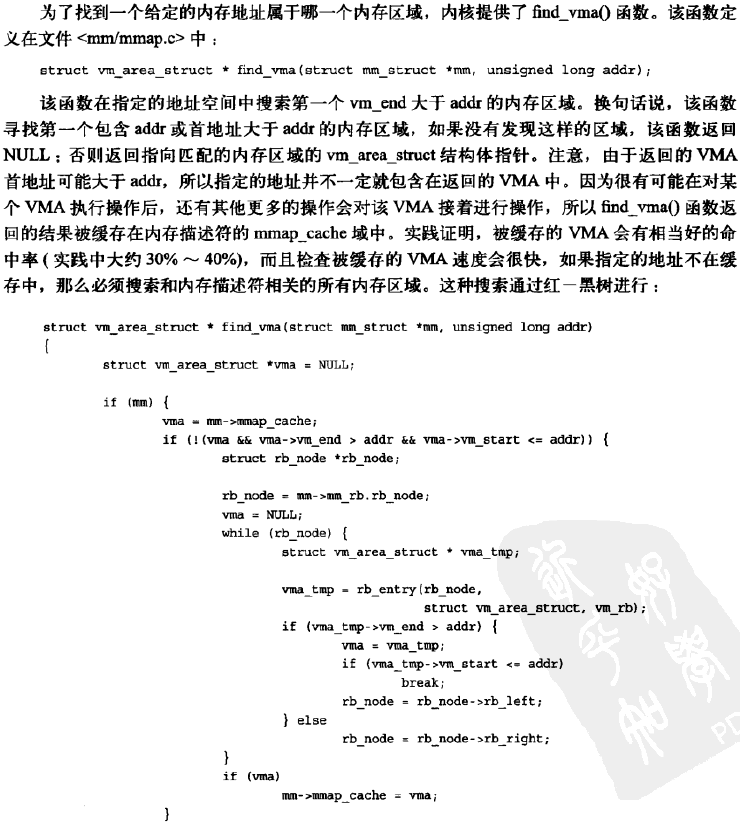 为了找到一个给定的内存地址属于哪一个内存区域，内核提供了 find_vma() 函数。该函数定
义在文件 <mm/mmap.c> 中：
struct vm_area_struct * find_vma(struct mm_struct *mm, unsigned long addr);
该函数在指定的地址空间中搜索第一个 vm_end 大于 addr 的内存区域。换句话说，该函数
寻找第一个包含 addr 或首地址大于 addr 的内存区域，如果没有发现这样的区域，该函数返回
NULL；否则返回指向匹配的内存区域的 vm_area_struct 结构体指针。注意，由于返回的 VMA
首地址可能大于 addr，所以指定的地址并不一定就包含在返回的 VMA 中。因为很有可能在对某
个 VMA 执行操作后，还有其他更多的操作会对该 VMA 接着进行操作，所以 find_vma() 函数返
回的结果被缓存在内存描述符的 mmap_cache 域中。实践证明，被缓存的 VMA 会有相当好的命
中率 ( 实践中大约 30% ～ 40%)，而且检查被缓存的 VMA 速度会很快，如果指定的地址不在缓
存中，那么必须搜索和内存描述符相关的所有内存区域。这种搜索通过红－黑树进行：
struct vm_area_struct * find_vma(struct mm_struct *mm, unsigned long addr)
{
struct vm_area_struct *vma = NULL;
if (mm) {
vma = mm->mmap_cache;
if (!(vma && vma->vm_end > addr && vma->vm_start <= addr)) {
struct rb_node *rb_node;
rb_node = mm->mm_rb.rb_node;
vma = NULL;
while (rb_node) {
struct vm_area_struct * vma_tmp;
vma_tmp = rb_entry(rb_node,
struct vm_area_struct, vm_rb);
if (vma_tmp->vm_end > addr) {
vma = vma_tmp;
if (vma_tmp->vm_start <= addr)
break;
rb_node = rb_node->rb_left;
} else
rb_node = rb_node->rb_right;
}
if (vma)
mm->mmap_cache = vma;
}